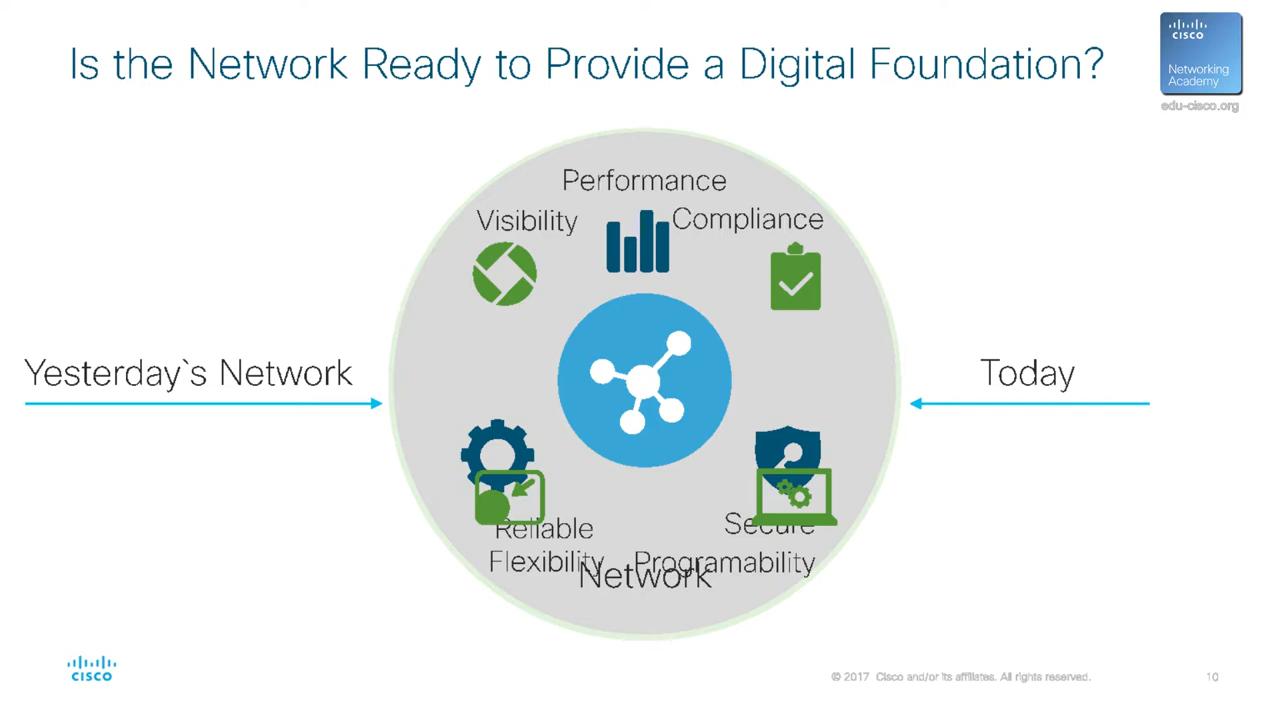 Is the Network Ready to Provide a Digital Foundation?
CISCO
Networking
Academy
edu-cisco.org
Performance
Visibility
Compliance
Yesterday`s Network
Today
Reliable
Secure
Flexibility
Programability
Network
CISCO
© 2017 Cisco and/or its affiliates. All rights reserved.
10